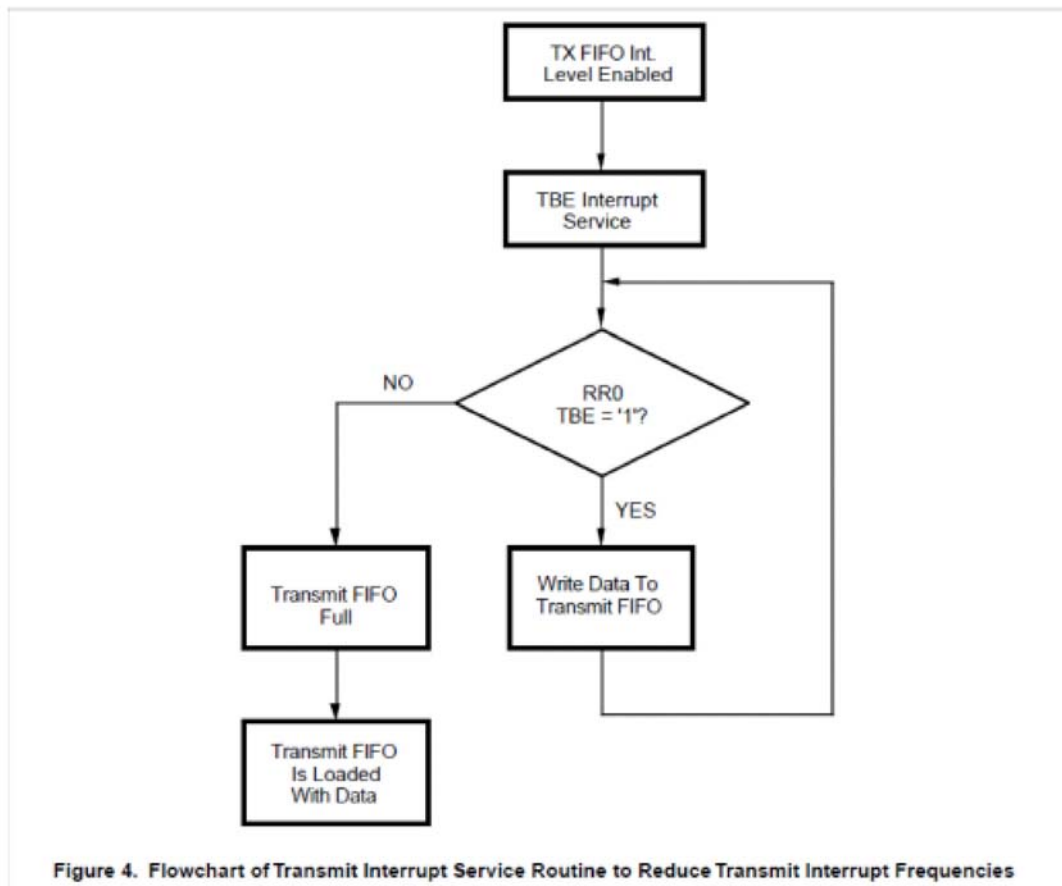 TX FIFO Int.
Level Enabled
TBE Interrupt
Service
RR0
TBE = '1'?
NO
YES
Transmit FIFO
Full
Write Data To
Transmit FIFO
Transmit FIFO
Is Loaded
With Data
Figure 4. Flowchart of Transmit Interrupt Service Routine to Reduce Transmit Interrupt Frequencies